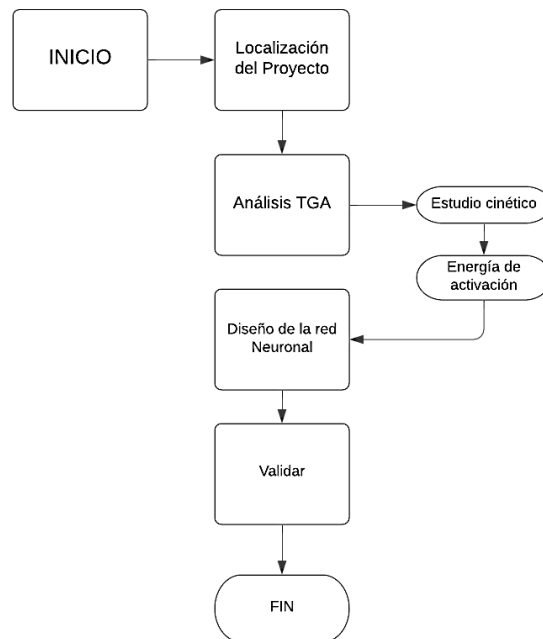 INICIO
Localización
del Proyecto
Análisis TGA
Estudio cinético
Energía de
activación
Diseño de la red
Neuronal
Validar
FIN